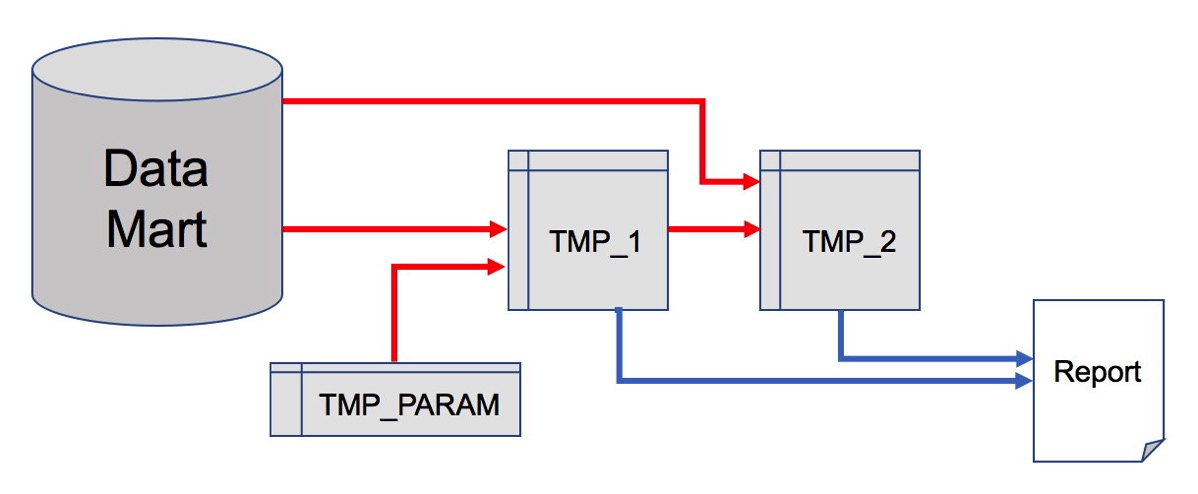 Data
Mart
TMP_1
TMP_2
TMP_PARAM
Report